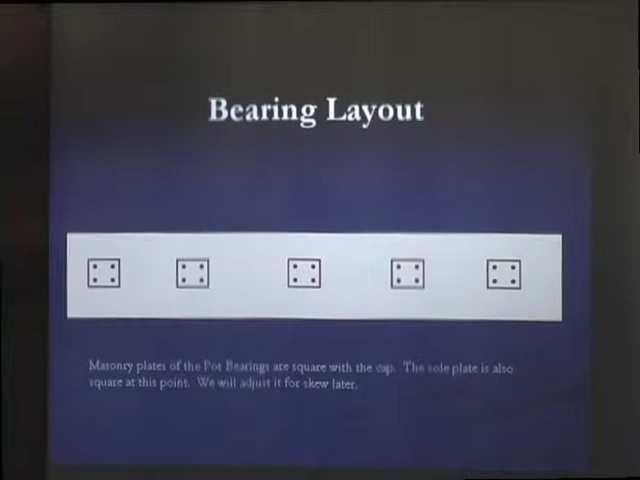 Bearing Layout
Masonry plates of the Pot Bearings are square with the cap. The sole plate is also
square at this point. We will adjust it for skew later.